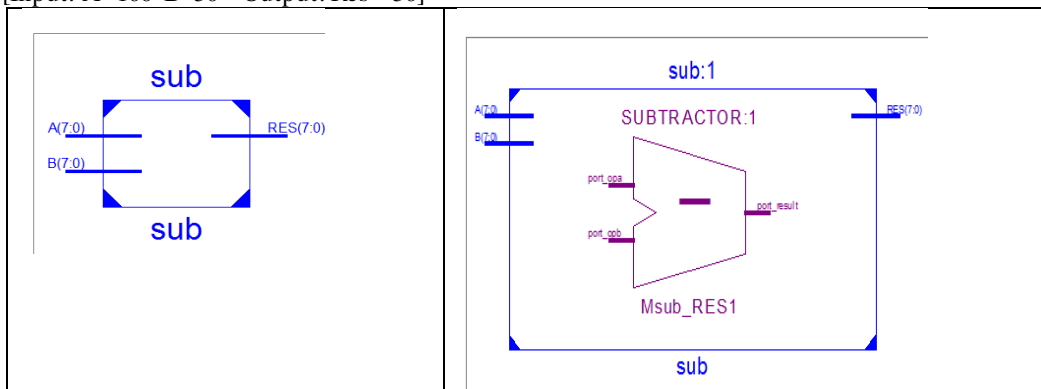 sub
A(7:0)
B(7:0)
RES(7:0)
sub
sub:1
A(7:0)
B(7:0)
RES(7:0)
SUBTRACTOR:1
port_opa
port_opb
port_result
Msub_RES1
sub